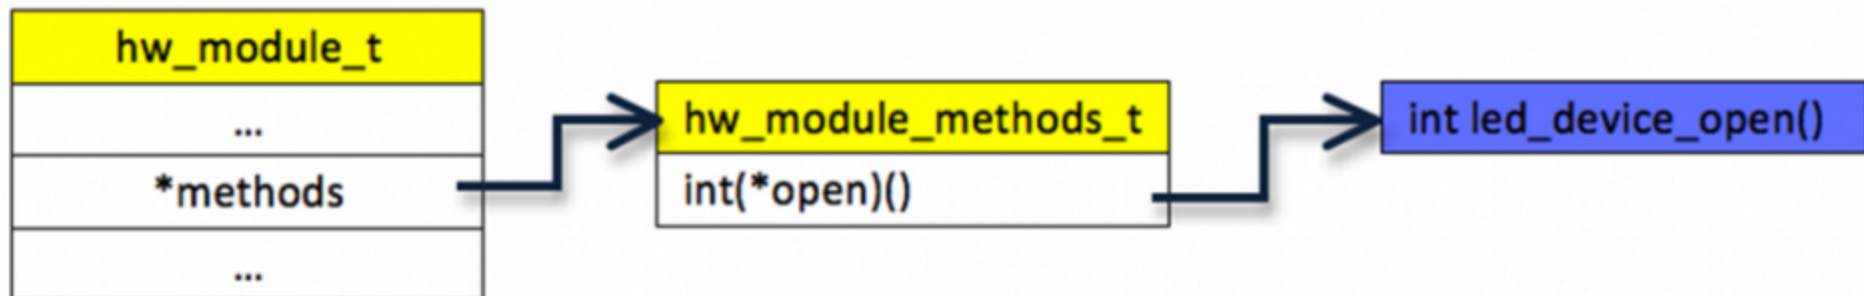 hw_module_t
...
*methods
...
hw_module_methods_t
int(*open)()
int led_device_open()